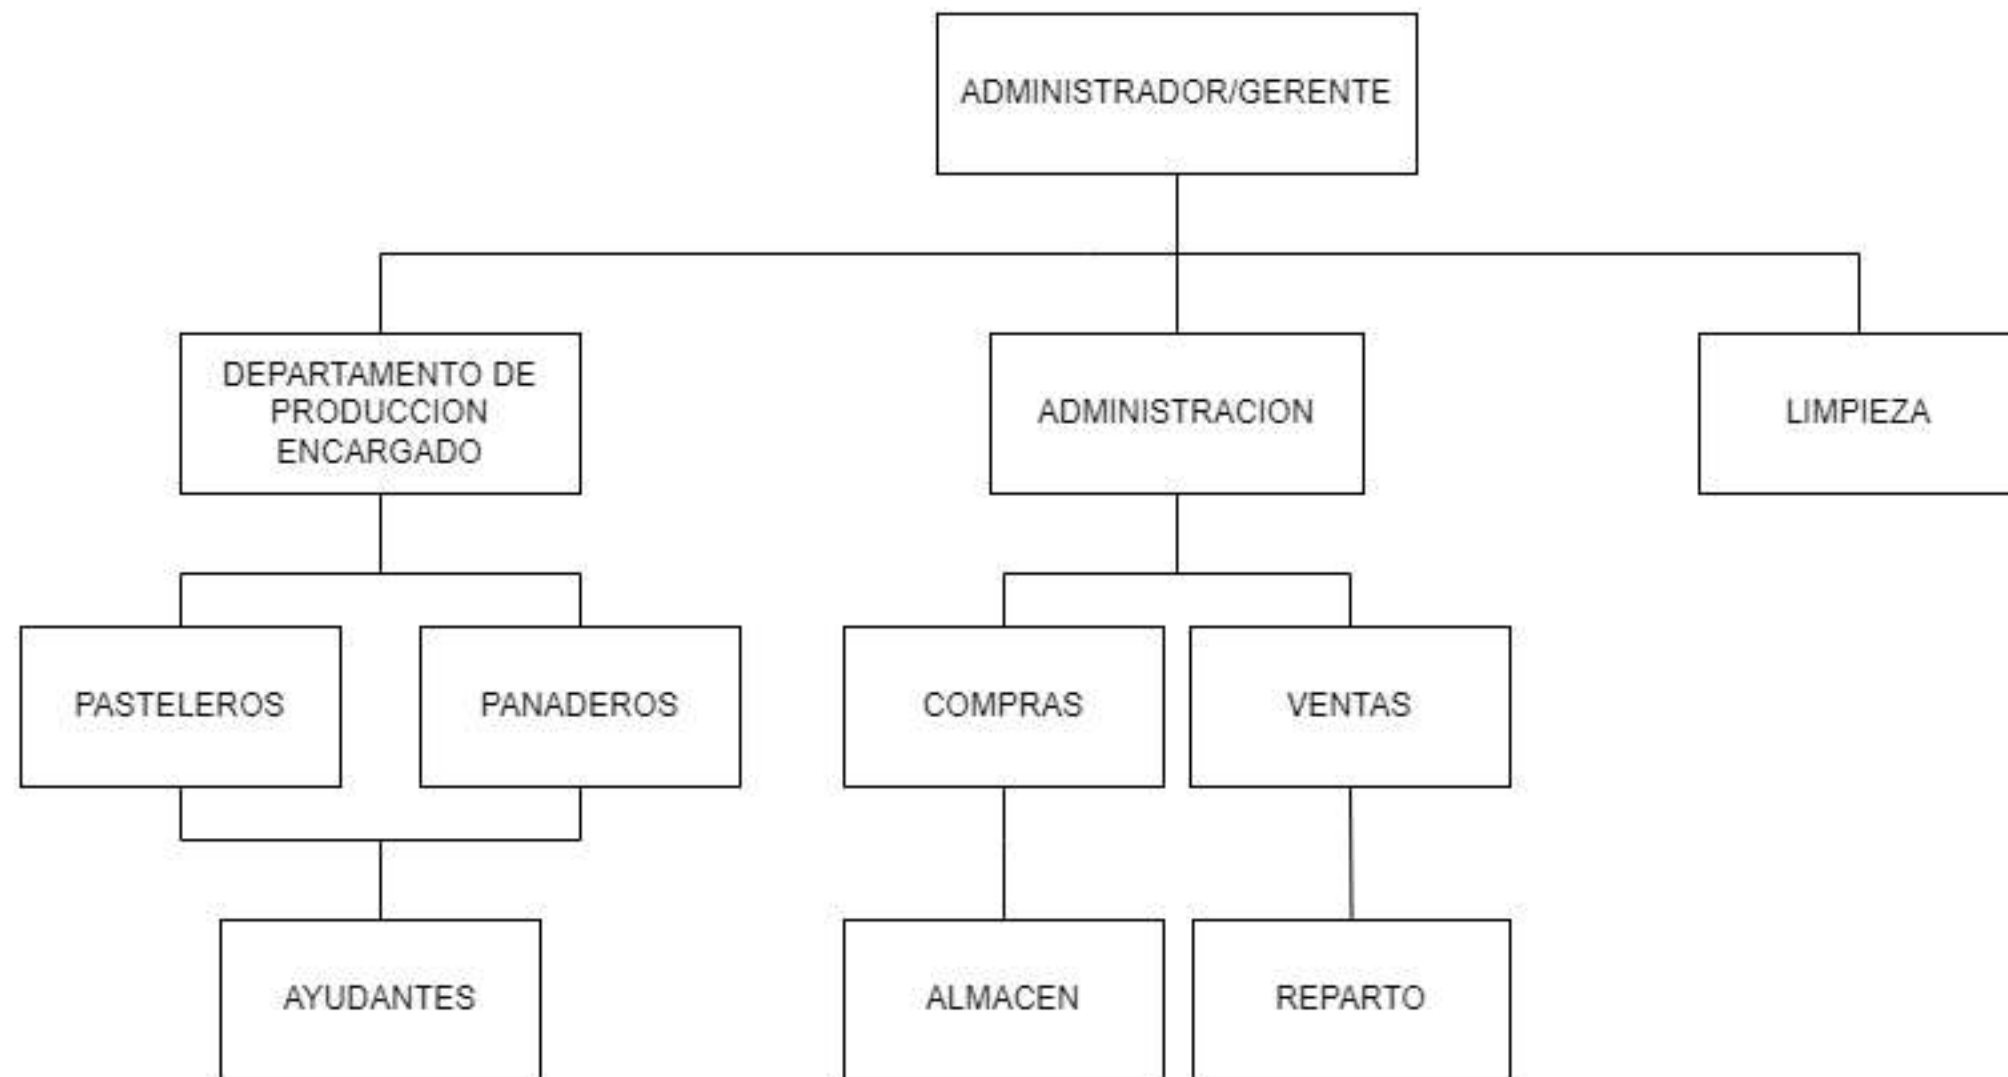 ADMINISTRADOR/GERENTE
DEPARTAMENTO DE
PRODUCCION
ENCARGADO
ADMINISTRACION
LIMPIEZA
PASTELEROS
PANADEROS
COMPRAS
VENTAS
AYUDANTES
ALMACEN
REPARTO